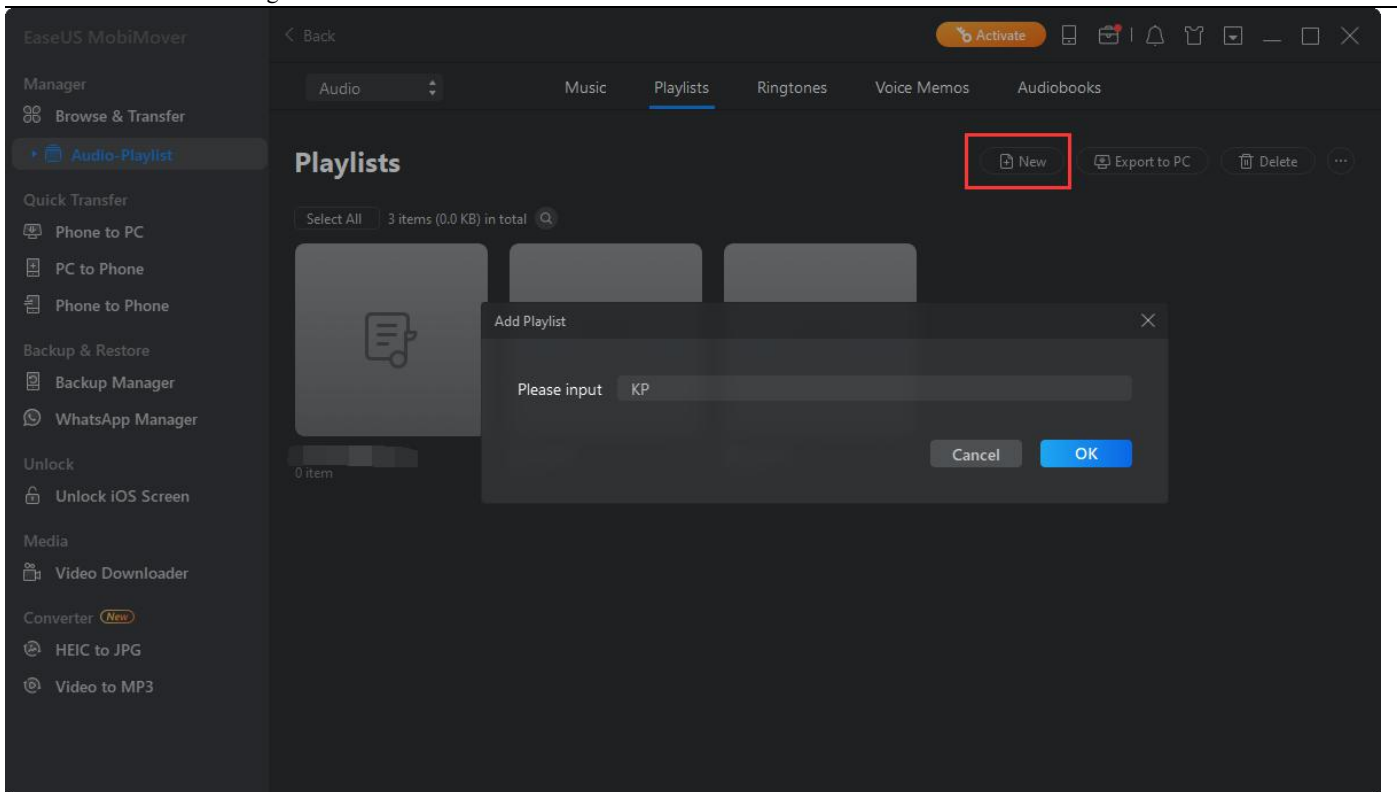 EaseUS MobiMover
Back
Activate
Manager
Browse & Transfer
Audio-Playlist
Quick Transfer
Phone to PC
PC to Phone
Phone to Phone
Backup & Restore
Backup Manager
WhatsApp Manager
Unlock
Unlock iOS Screen
Media
Video Downloader
Converter New
HEIC to JPG
Video to MP3
Audio
Music Playlists Ringtones Voice Memos Audiobooks
Playlists
New Export to PC Delete
Select All 3 items (0.0 KB) in total
0 item
Add Playlist
Please input KP
Cancel OK